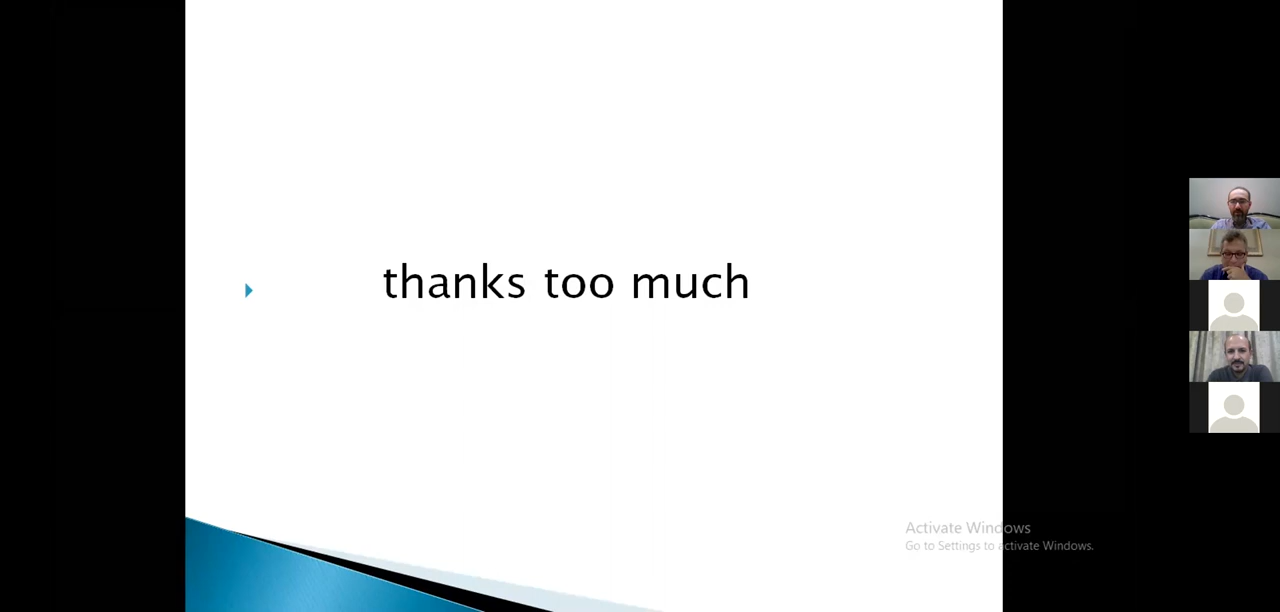 thanks too much
Activate Windows
Go to Settings to activate Windows.